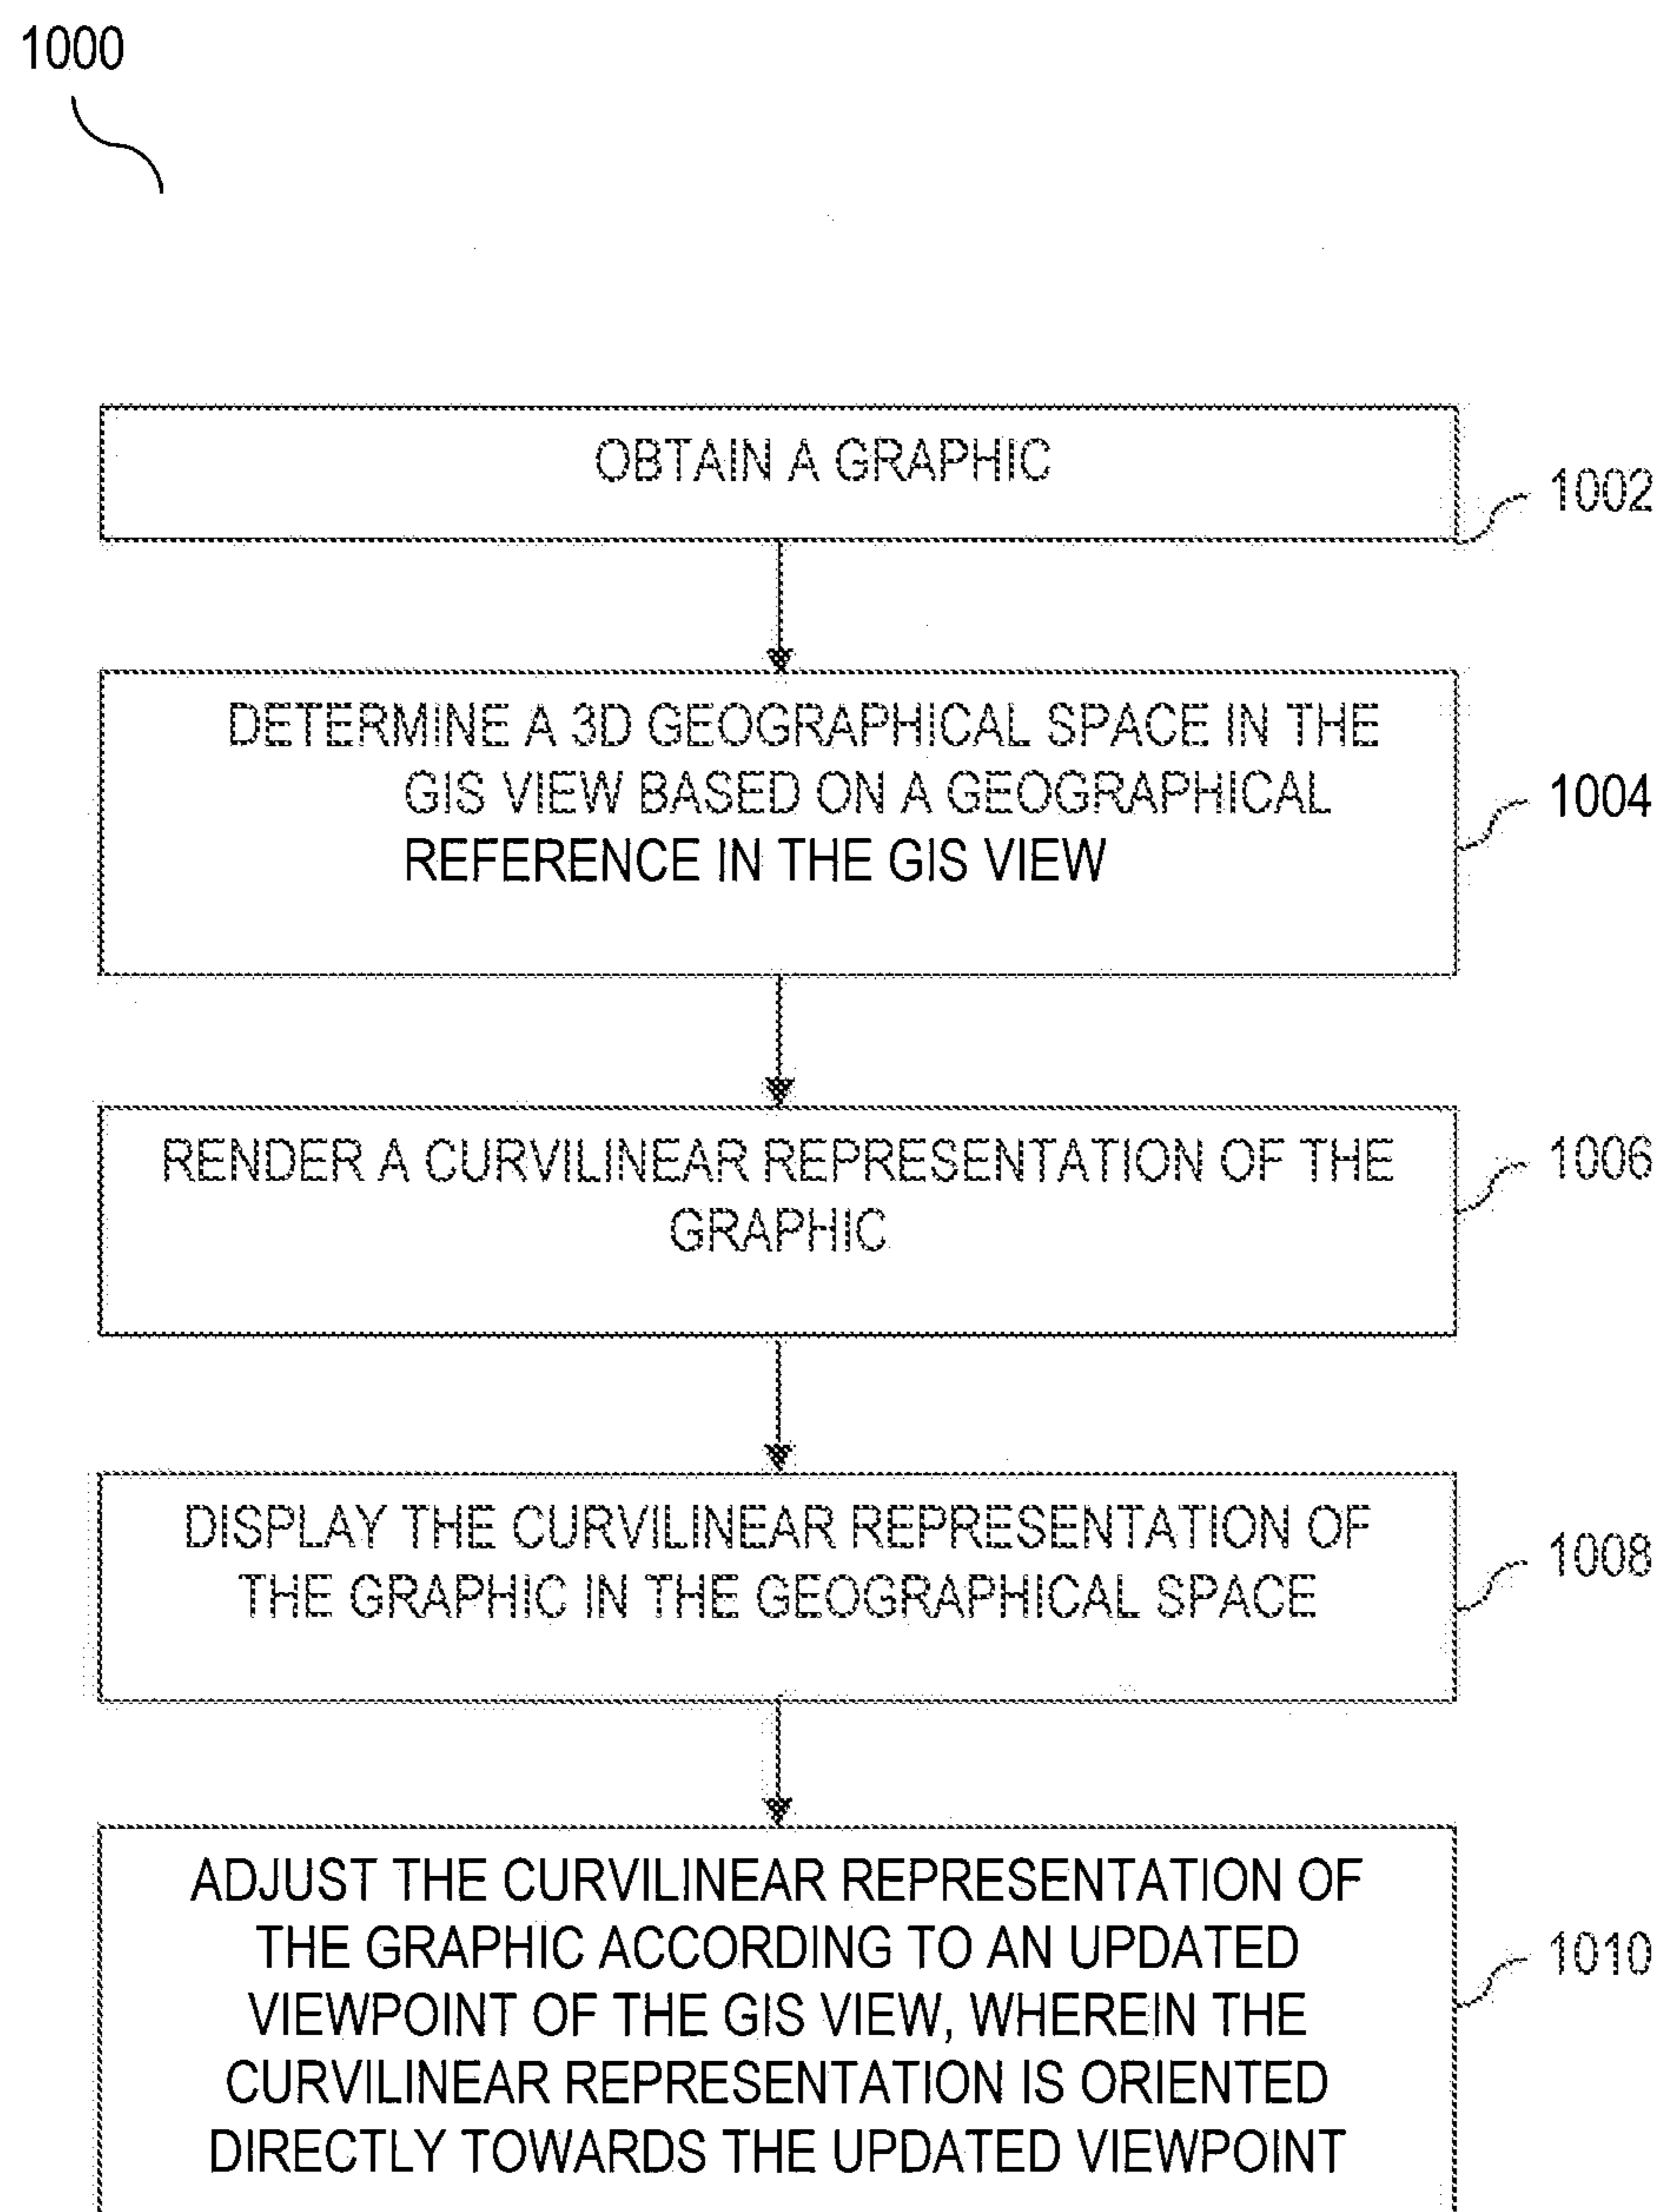 1000
OBTAIN A GRAPHIC
1002
DETERMINE A 3D GEOGRAPHICAL SPACE IN THE
GIS VIEW BASED ON A GEOGRAPHICAL
REFERENCE IN THE GIS VIEW
1004
RENDER A CURVILINEAR REPRESENTATION OF THE
GRAPHIC
1006
DISPLAY THE CURVILINEAR REPRESENTATION OF
THE GRAPHIC IN THE GEOGRAPHICAL SPACE
1008
ADJUST THE CURVILINEAR REPRESENTATION OF
THE GRAPHIC ACCORDING TO AN UPDATED
VIEWPOINT OF THE GIS VIEW, WHEREIN THE
CURVILINEAR REPRESENTATION IS ORIENTED
DIRECTLY TOWARDS THE UPDATED VIEWPOINT
1010